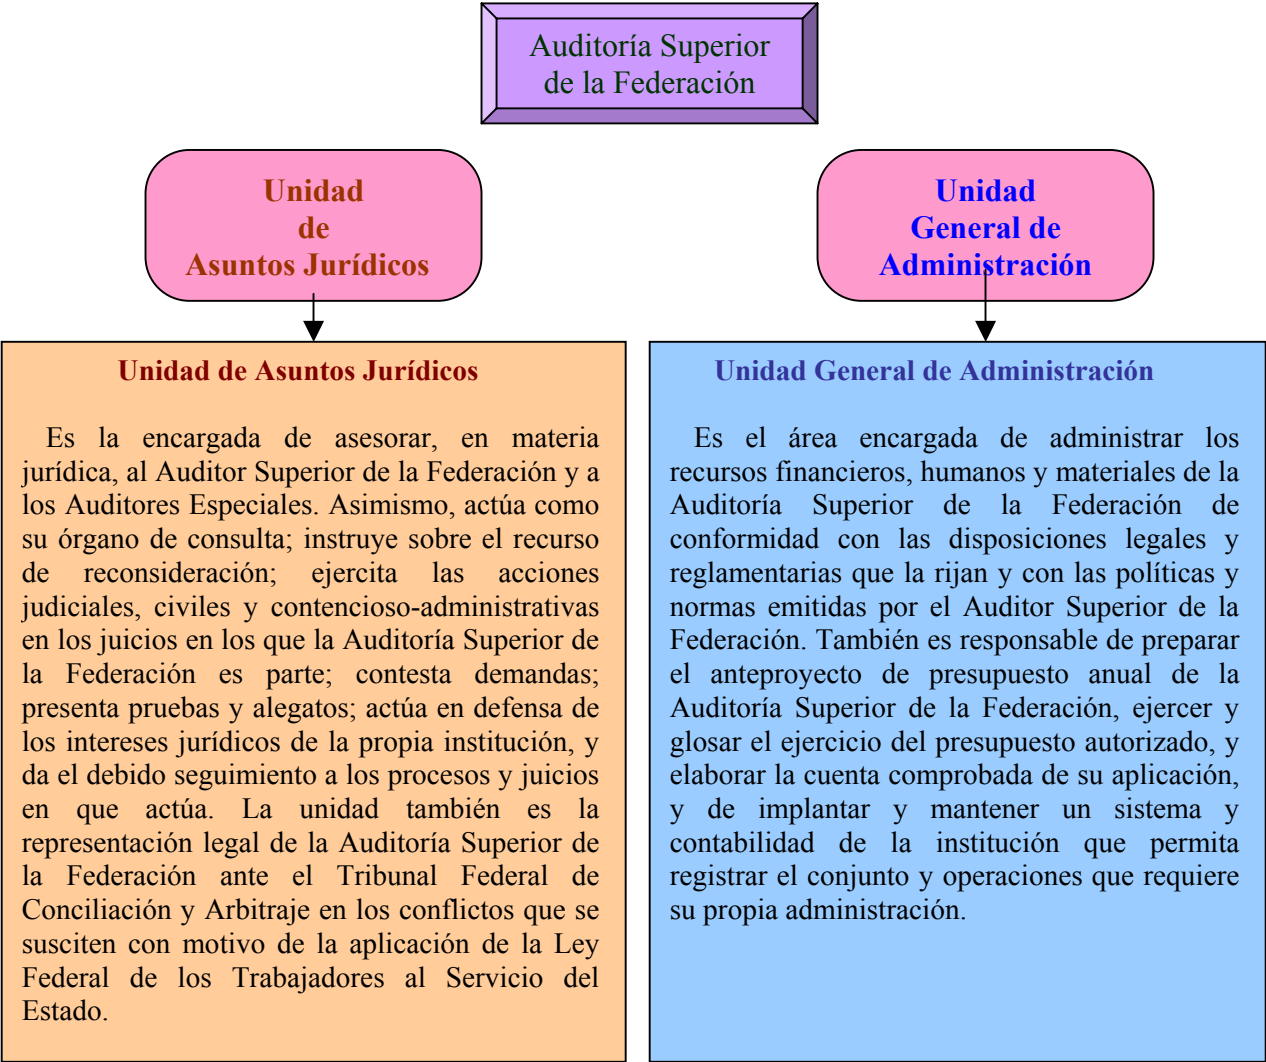 Auditoría Superior
de la Federación
Unidad
de
Asuntos Jurídicos
Unidad
General de
Administración
Unidad de Asuntos Jurídicos
Es la encargada de asesorar, en materia
jurídica, al Auditor Superior de la Federación y a
los Auditores Especiales. Asimismo, actúa como
su órgano de consulta; instruye sobre el recurso
de reconsideración; ejercita las acciones
judiciales, civiles y contencioso-administrativas
en los juicios en los que la Auditoría Superior de
la Federación es parte; contesta demandas;
presenta pruebas y alegatos; actúa en defensa de
los intereses jurídicos de la propia institución, y
da el debido seguimiento a los procesos y juicios
en que actúa. La unidad también es la
representación legal de la Auditoría Superior de
la Federación ante el Tribunal Federal de
Conciliación y Arbitraje en los conflictos que se
susciten con motivo de la aplicación de la Ley
Federal de los Trabajadores al Servicio del
Estado.
Unidad General de Administración
Es el área encargada de administrar los
recursos financieros, humanos y materiales de la
Auditoría Superior de la Federación de
conformidad con las disposiciones legales y
reglamentarias que la rijan y con las políticas y
normas emitidas por el Auditor Superior de la
Federación. También es responsable de preparar
el anteproyecto de presupuesto anual de la
Auditoría Superior de la Federación, ejercer y
glosar el ejercicio del presupuesto autorizado, y
elaborar la cuenta comprobada de su aplicación,
y de implantar y mantener un sistema y
contabilidad de la institución que permita
registrar el conjunto y operaciones que requiere
su propia administración.